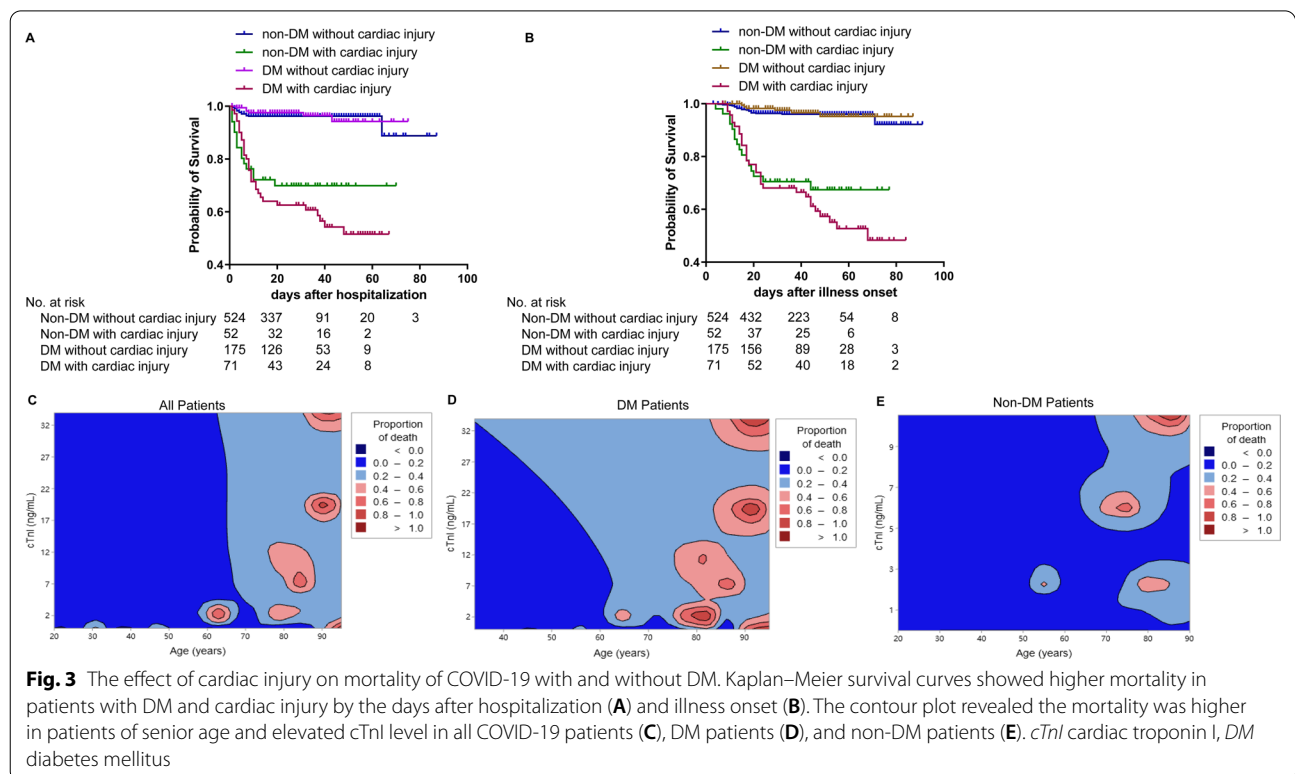 A
non-DM without cardiac injury
non-DM with cardiac injury
DM without cardiac injury
DM with cardiac injury
1.0
0.8
0.6
0.4
Probability of Survival
0 20 40 60 80 100
days after hospitalization
No. at risk
Non-DM without cardiac injury 524 337 91 20 3
Non-DM with cardiac injury 52 32 16 2
DM without cardiac injury 175 126 53 9
DM with cardiac injury 71 43 24 8
B
non-DM without cardiac injury
non-DM with cardiac injury
DM without cardiac injury
DM with cardiac injury
1.0
0.8
0.6
0.4
Probability of Survival
0 20 40 60 80 100
days after illness onset
No. at risk
Non-DM without cardiac injury 524 432 223 54 8
Non-DM with cardiac injury 52 37 25 6
DM without cardiac injury 175 156 89 28 3
DM with cardiac injury 71 52 40 18 2
C
All Patients
32
27
22
17
12
7
2
cTnI (ng/mL)
20 30 40 50 60 70 80 90
Age (years)
Proportion
of death
< 0.0
0.0 – 0.2
0.2 – 0.4
0.4 – 0.6
0.6 – 0.8
0.8 – 1.0
> 1.0
D
DM Patients
32
27
22
17
12
7
2
cTnI (ng/mL)
40 50 60 70 80 90
Age (years)
Proportion
of death
< 0.0
0.0 – 0.2
0.2 – 0.4
0.4 – 0.6
0.6 – 0.8
0.8 – 1.0
> 1.0
E
Non-DM Patients
9
7
5
3
1
cTnI (ng/mL)
20 30 40 50 60 70 80 90
Age (years)
Proportion
of death
< 0.0
0.0 – 0.2
0.2 – 0.4
0.4 – 0.6
0.6 – 0.8
0.8 – 1.0
> 1.0
Fig. 3 The effect of cardiac injury on mortality of COVID-19 with and without DM. Kaplan–Meier survival curves showed higher mortality in
patients with DM and cardiac injury by the days after hospitalization (A) and illness onset (B). The contour plot revealed the mortality was higher
in patients of senior age and elevated cTnI level in all COVID-19 patients (C), DM patients (D), and non-DM patients (E). cTnI cardiac troponin I, DM
diabetes mellitus